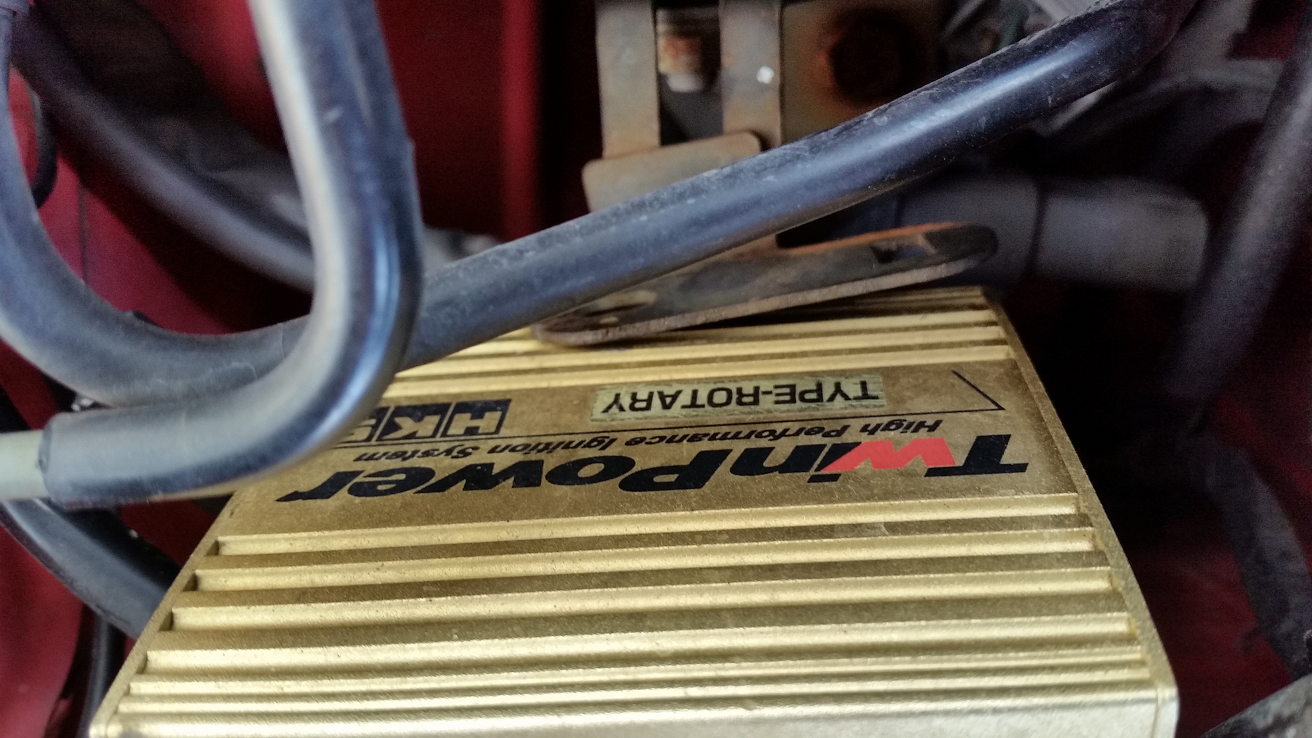 TwinPower
High Performance Ignition System
TYPE-ROTARY
HKS